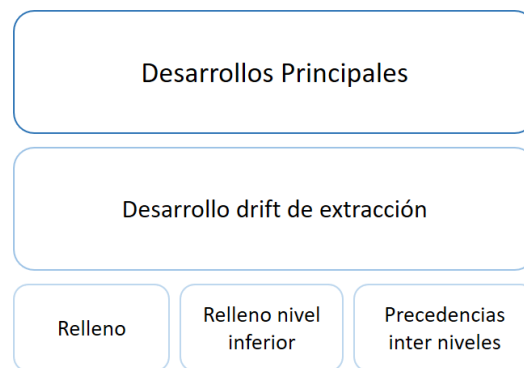 Desarrollos Principales
Desarrollo drift de extracción
Relleno
Relleno nivel
inferior
Precedencias
inter niveles